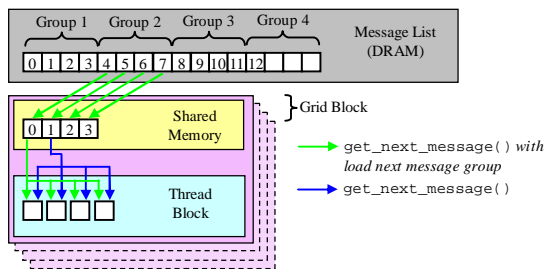 Group 1 Group 2 Group 3 Group 4
Message List
(DRAM)
0 1 2 3 4 5 6 7 8 9 10 11 12
Grid Block
Shared
Memory
0 1 2 3
get_next_message() with
load next message group
get_next_message()
Thread
Block